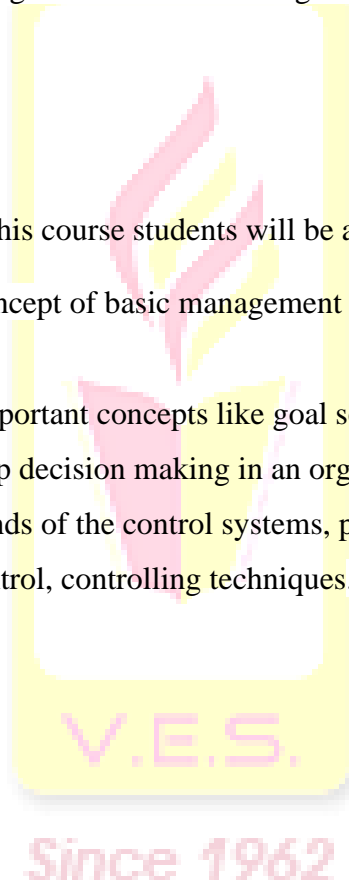 his course students will be a
ncept of basic management
portant concepts like goal s
p decision making in an org
nds of the control systems, p
trol, controlling techniques.
V.E.S.
Since 1962